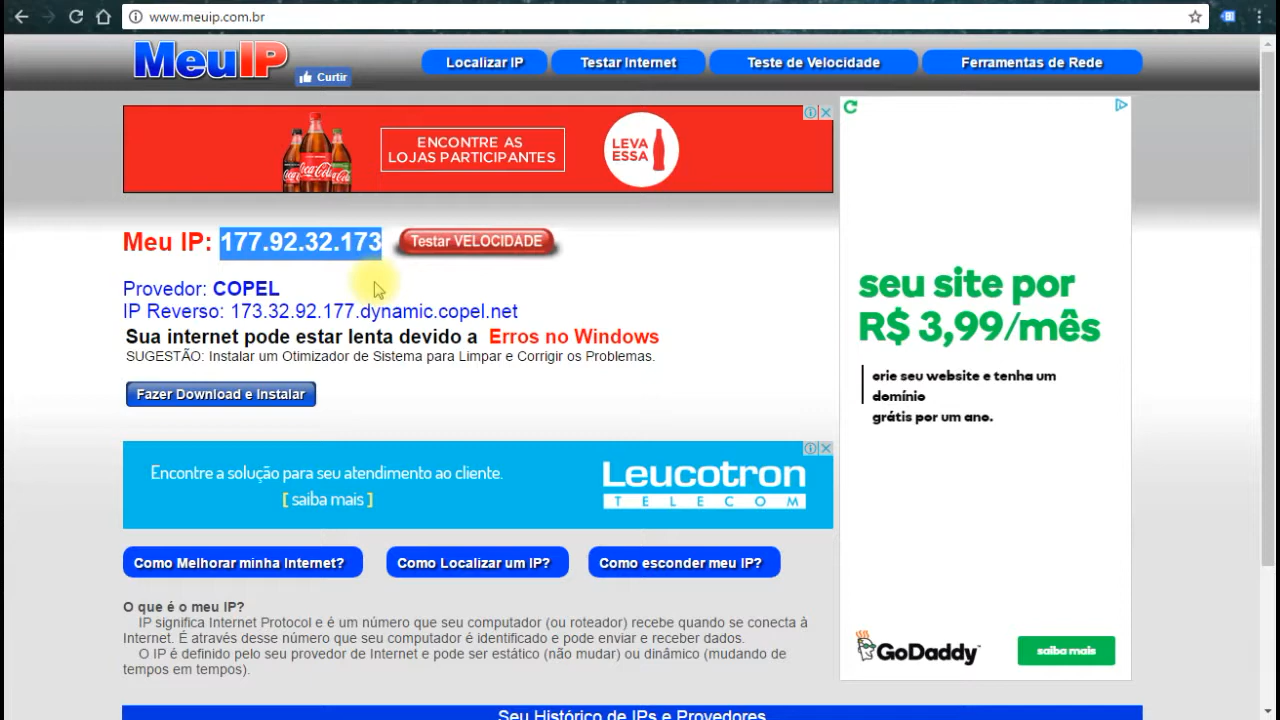 www.meuip.com.br
MeuIP
Curtir
Localizar IP
Testar Internet
Teste de Velocidade
Ferramentas de Rede
ENCONTRE AS
LOJAS PARTICIPANTES
LEVA
ESSA
Coca-Cola
Meu IP: 177.92.32.173
Testar VELOCIDADE
Provedor: COPEL
IP Reverso: 173.32.92.177.dynamic.copel.net
Sua internet pode estar lenta devido a Erros no Windows
SUGESTÃO: Instalar um Otimizador de Sistema para Limpar e Corrigir os Problemas.
Fazer Download e Instalar
seu site por
R$ 3,99/mês
crie seu website e tenha um
domínio
grátis por um ano.
GoDaddy
saiba mais
Encontre a solução para seu atendimento ao cliente.
[ saiba mais ]
Leucotron
TELECOM
Como Melhorar minha Internet?
Como Localizar um IP?
Como esconder meu IP?
O que é o meu IP?
IP significa Internet Protocol e é um número que seu computador (ou roteador) recebe quando se conecta à
Internet. É através desse número que seu computador é identificado e pode enviar e receber dados.
O IP é definido pelo seu provedor de Internet e pode ser estático (não mudar) ou dinâmico (mudando de
tempos em tempos).
Seu Histórico de IPs e Provedores